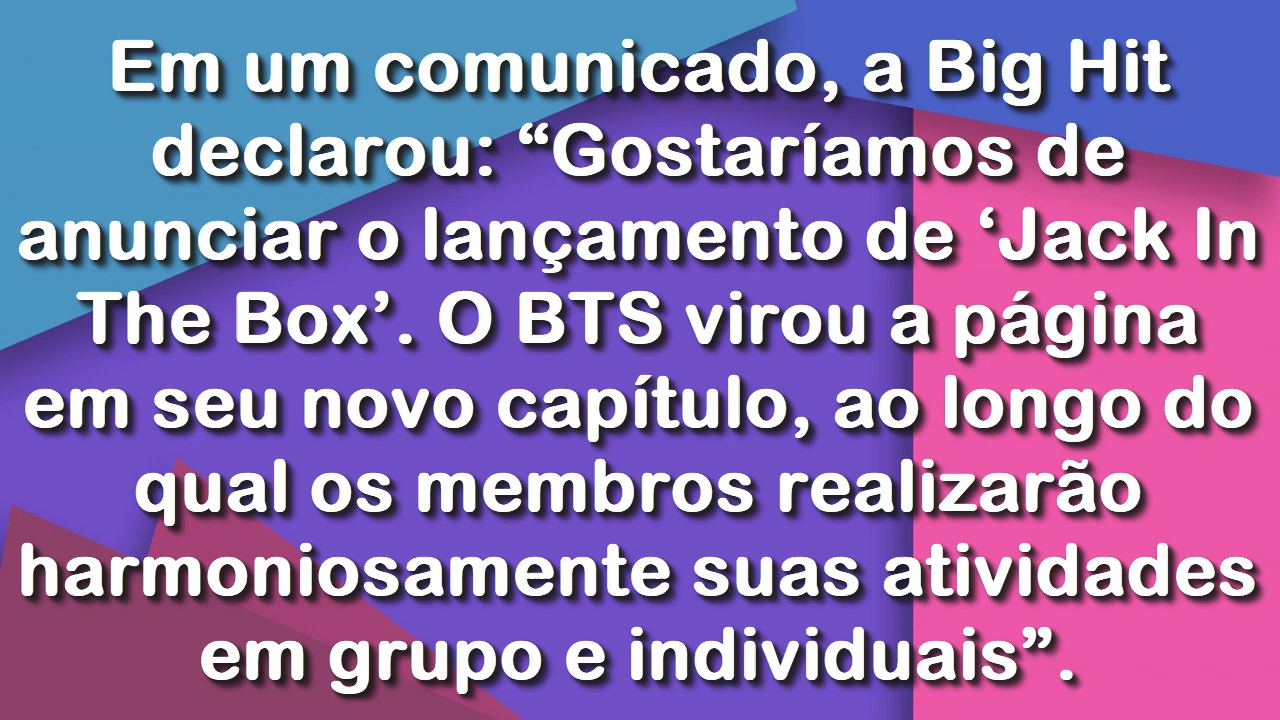 Em um comunicado, a Big Hit
declarou: “Gostaríamos de
anunciar o lançamento de ‘Jack In
The Box’. O BTS virou a página
em seu novo capítulo, ao longo do
qual os membros realizarão
harmoniosamente suas atividades
em grupo e individuais”.